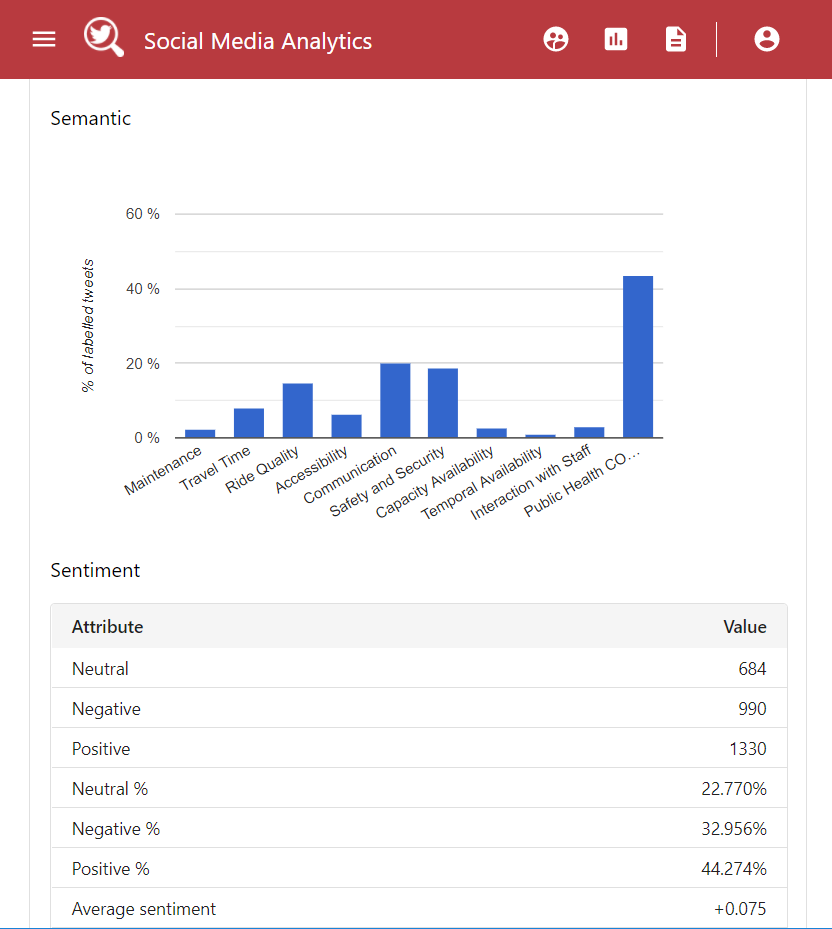 Social Media Analytics
Semantic
% of labelled tweets
60 %
40 %
20 %
0 %
Maintenance
Travel Time
Ride Quality
Accessibility
Communication
Safety and Security
Capacity Availability
Temporal Availability
Interaction with Staff
Public Health CO...
Sentiment
Attribute Value
Neutral 684
Negative 990
Positive 1330
Neutral % 22.770%
Negative % 32.956%
Positive % 44.274%
Average sentiment +0.075